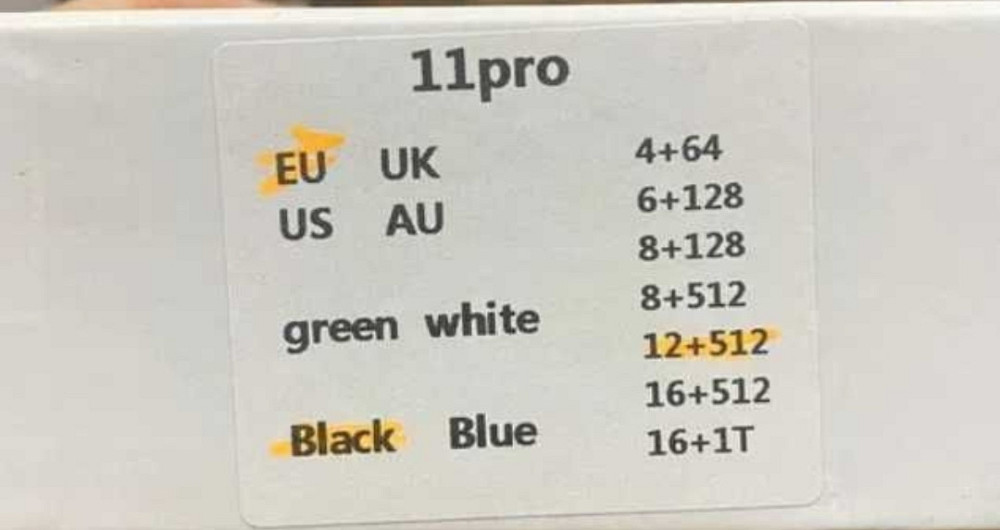 11pro
EU UK
US AU
green white
Black Blue
4+64
6+128
8+128
8+512
12+512
16+512
16+1T